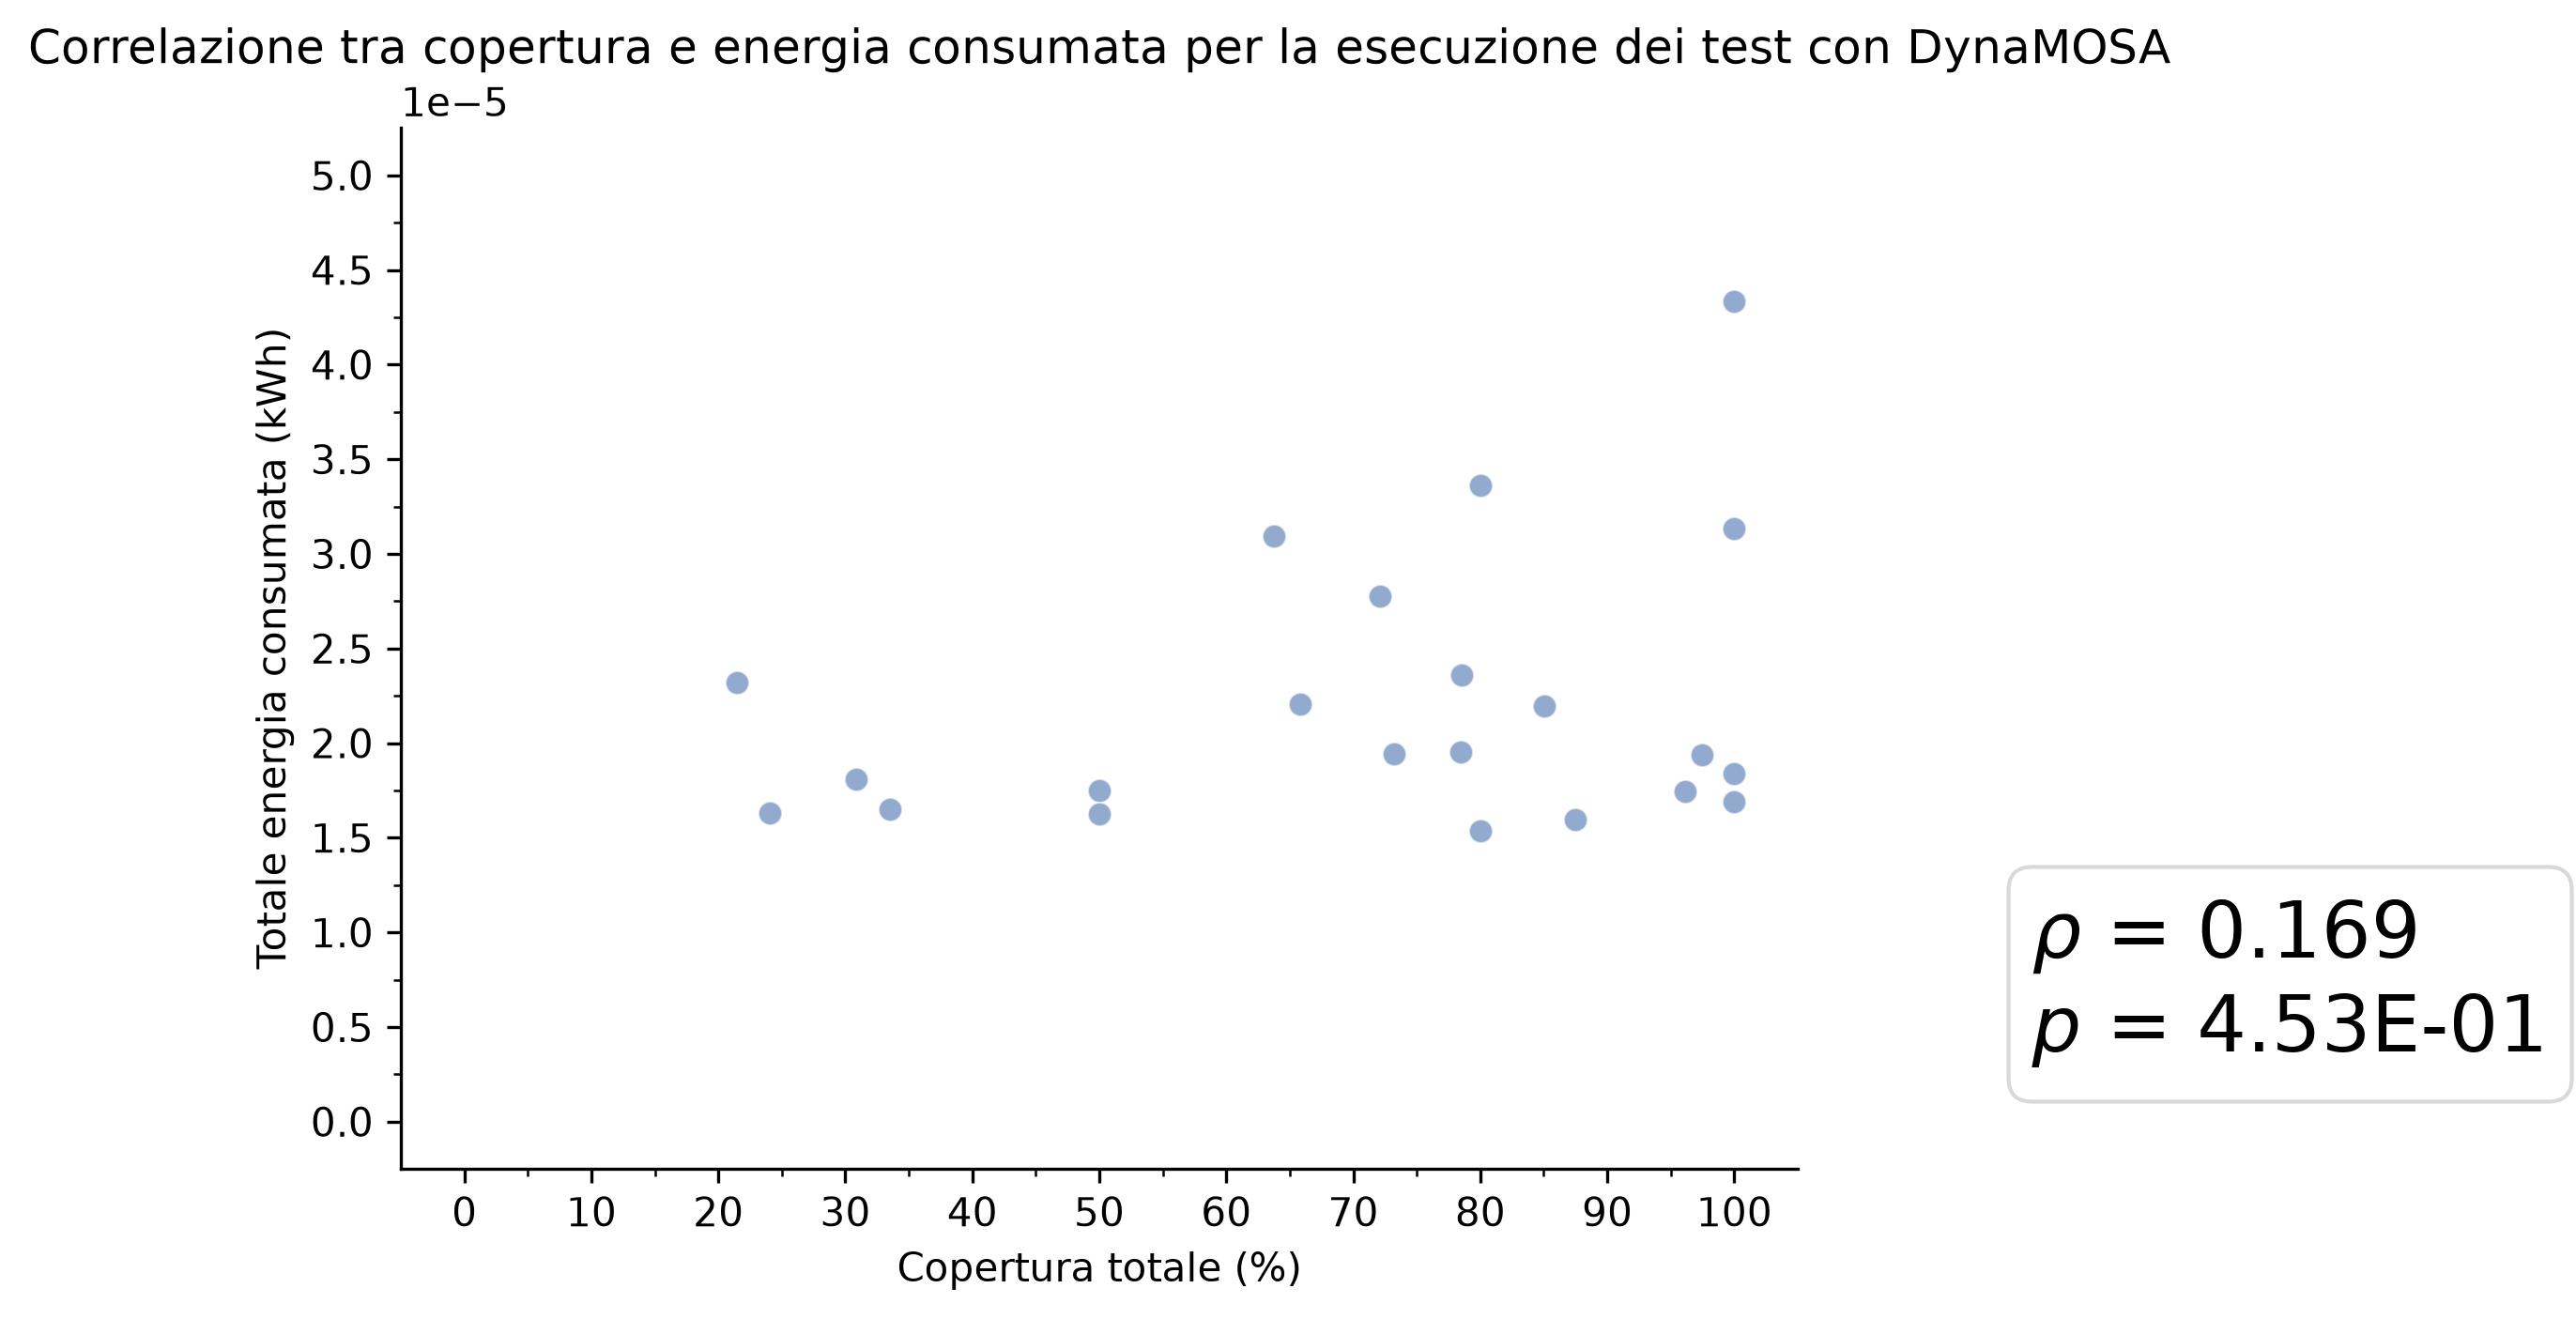 Correlazione tra copertura e energia consumata per la esecuzione dei test con DynaMOSA
1e−5
5.0
4.5
4.0
3.5
3.0
2.5
2.0
1.5
1.0
0.5
0.0
Totale energia consumata (kWh)
0 10 20 30 40 50 60 70 80 90 100
Copertura totale (%)
ρ = 0.169
p = 4.53E-01